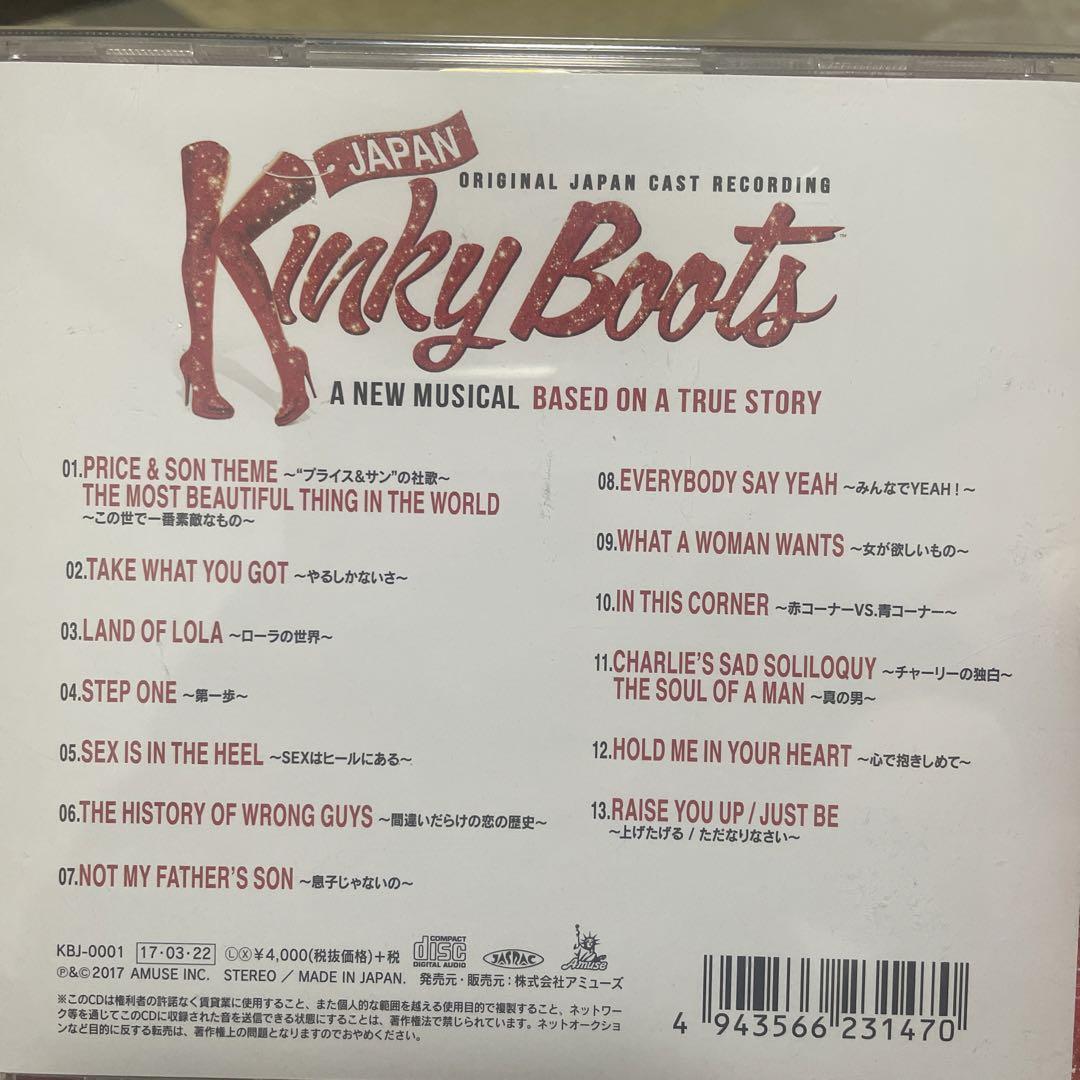 JAPAN
ORIGINAL JAPAN CAST RECORDING
Kinky Boots™
A NEW MUSICAL BASED ON A TRUE STORY
01.PRICE & SON THEME ～“プライス&サン”の社歌～
THE MOST BEAUTIFUL THING IN THE WORLD
～この世で一番素敵なもの～
02.TAKE WHAT YOU GOT ～やるしかないさ～
03.LAND OF LOLA ～ローラの世界～
04.STEP ONE ～第一歩～
05.SEX IS IN THE HEEL ～SEXはヒールにある～
06.THE HISTORY OF WRONG GUYS ～間違いだらけの恋の歴史～
07.NOT MY FATHER'S SON ～息子じゃないの～
08.EVERYBODY SAY YEAH ～みんなでYEAH！～
09.WHAT A WOMAN WANTS ～女が欲しいもの～
10.IN THIS CORNER ～赤コーナーVS.青コーナー～
11.CHARLIE'S SAD SOLILOQUY ～チャーリーの独白～
THE SOUL OF A MAN ～真の男～
12.HOLD ME IN YOUR HEART ～心で抱きしめて～
13.RAISE YOU UP / JUST BE
～上げたげる / ただなりなさい～
KBJ-0001 17・03・22 ⓁⓍ¥4,000(税抜価格)+税 COMPACT disc DIGITAL AUDIO JASRAC Amuse
℗&©2017 AMUSE INC. STEREO ／ MADE IN JAPAN. 発売元・販売元：株式会社アミューズ
※このCDは権利者の許諾なく賃貸業に使用すること、また個人的な範囲を越える使用目的で複製すること、ネットワー
ク等を通じてこのCDに収録された音を送信できる状態にすることは、著作権法で禁じられています。ネットオークショ
ンなど目的に反する転売は、著作権上の問題となりますのでおやめください。
4 943566 231470